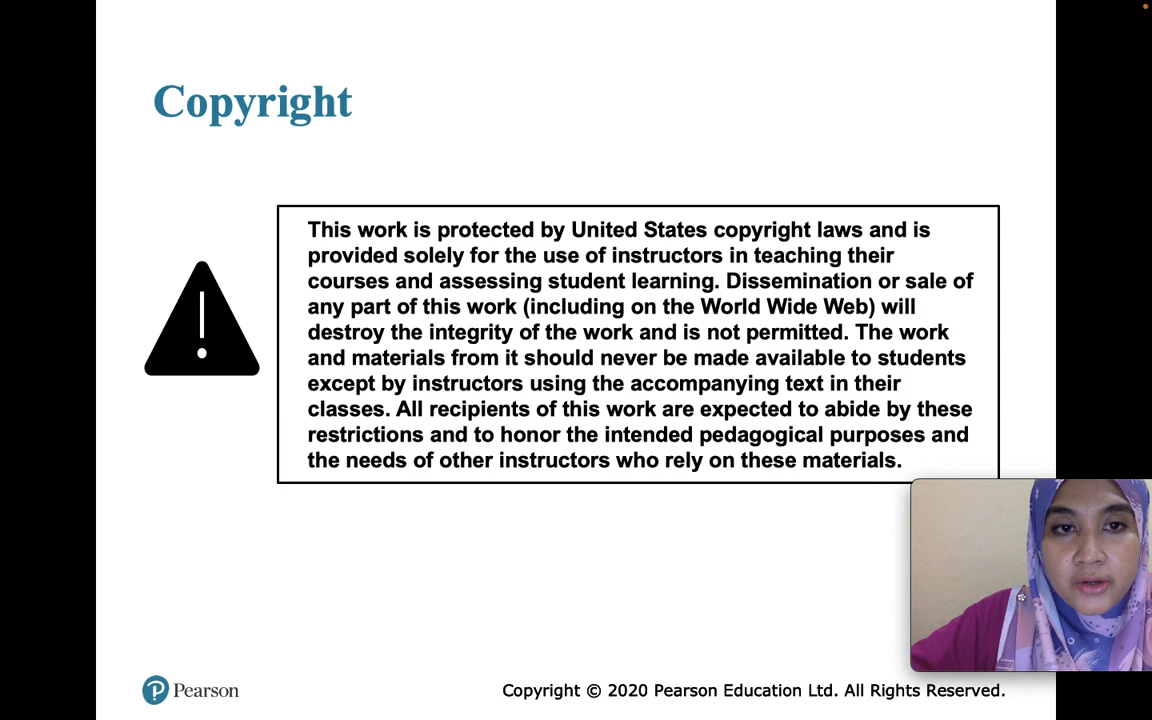 Copyright
This work is protected by United States copyright laws and is
provided solely for the use of instructors in teaching their
courses and assessing student learning. Dissemination or sale of
any part of this work (including on the World Wide Web) will
destroy the integrity of the work and is not permitted. The work
and materials from it should never be made available to students
except by instructors using the accompanying text in their
classes. All recipients of this work are expected to abide by these
restrictions and to honor the intended pedagogical purposes and
the needs of other instructors who rely on these materials.
Pearson
Copyright © 2020 Pearson Education Ltd. All Rights Reserved.